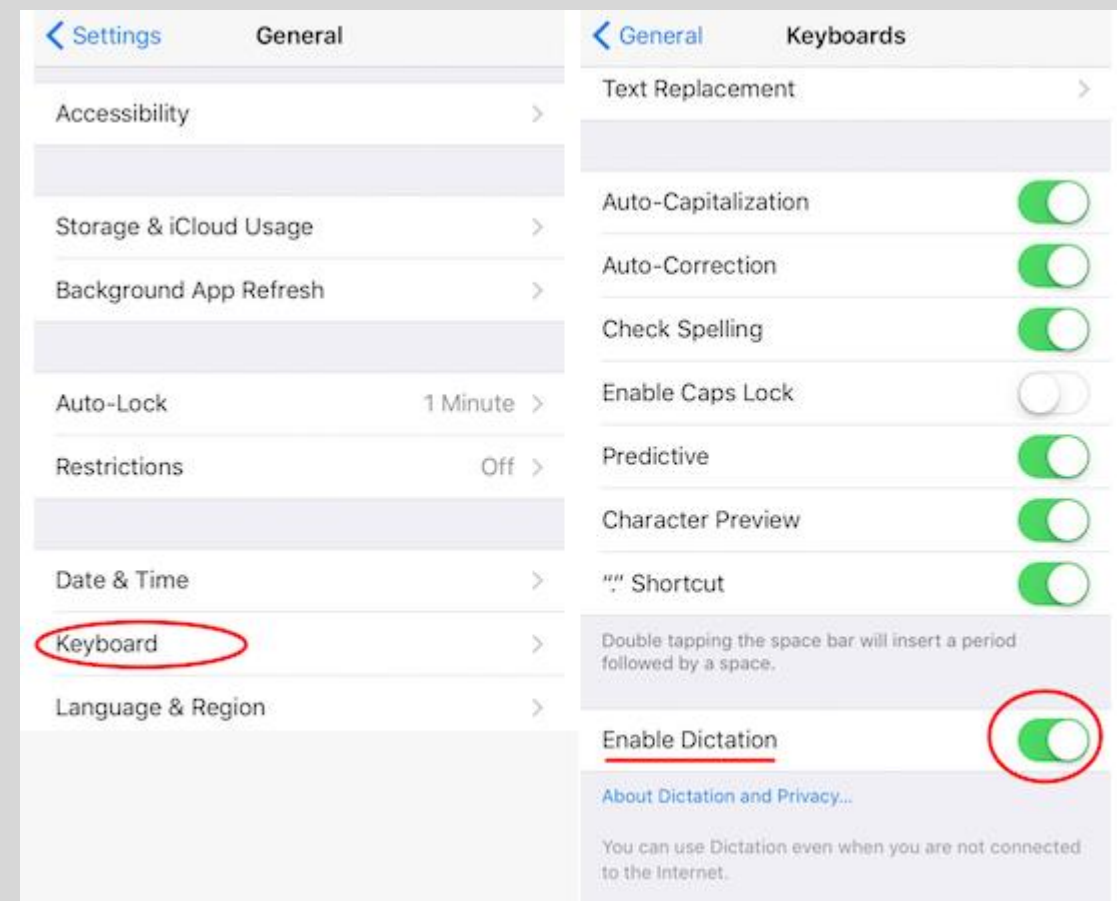 Settings General
Accessibility
Storage & iCloud Usage
Background App Refresh
Auto-Lock 1 Minute
Restrictions Off
Date & Time
Keyboard
Language & Region
General Keyboards
Text Replacement
Auto-Capitalization
Auto-Correction
Check Spelling
Enable Caps Lock
Predictive
Character Preview
“.” Shortcut
Double tapping the space bar will insert a period
followed by a space.
Enable Dictation
About Dictation and Privacy...
You can use Dictation even when you are not connected
to the Internet.